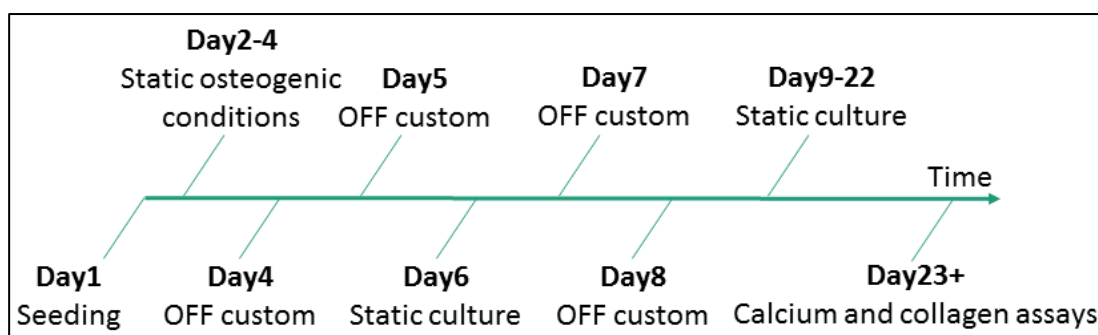 Day2-4
Static osteogenic
conditions
Day5
OFF custom
Day7
OFF custom
Day9-22
Static culture
Time
Day1
Seeding
Day4
OFF custom
Day6
Static culture
Day8
OFF custom
Day23+
Calcium and collagen assays